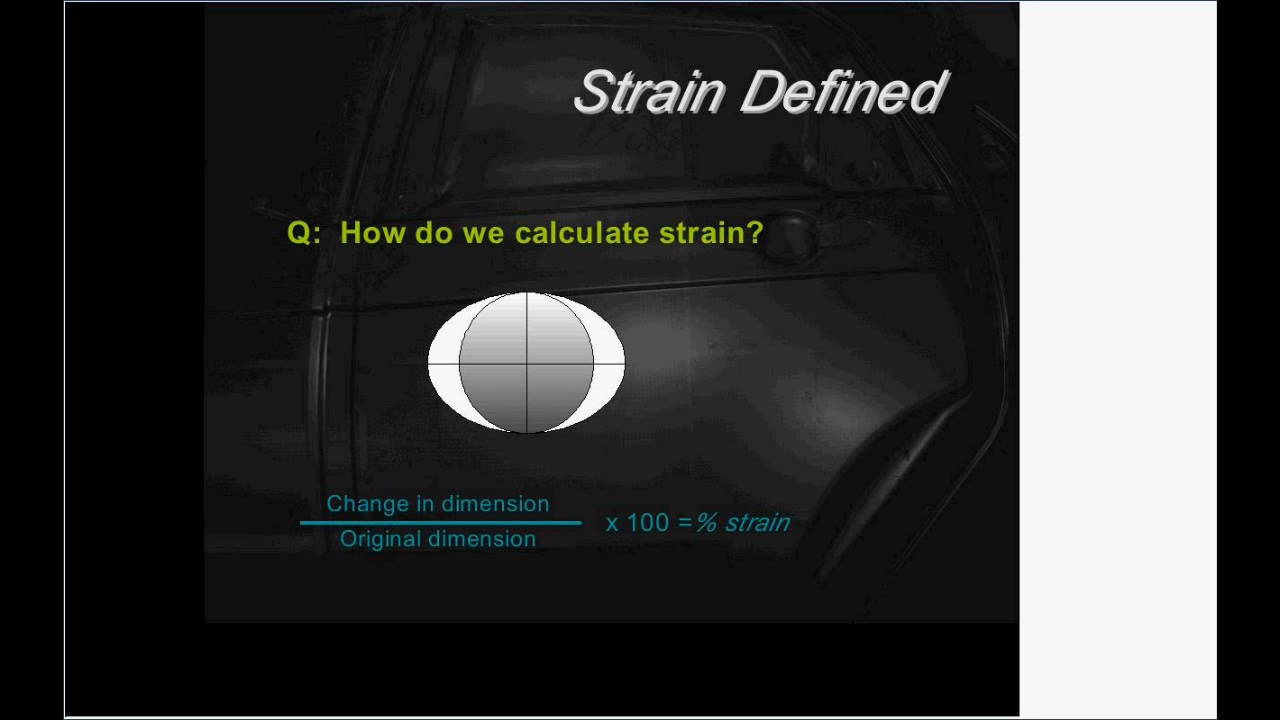 Strain Defined
Q: How do we calculate strain?
Change in dimension
Original dimension
x 100 =% strain